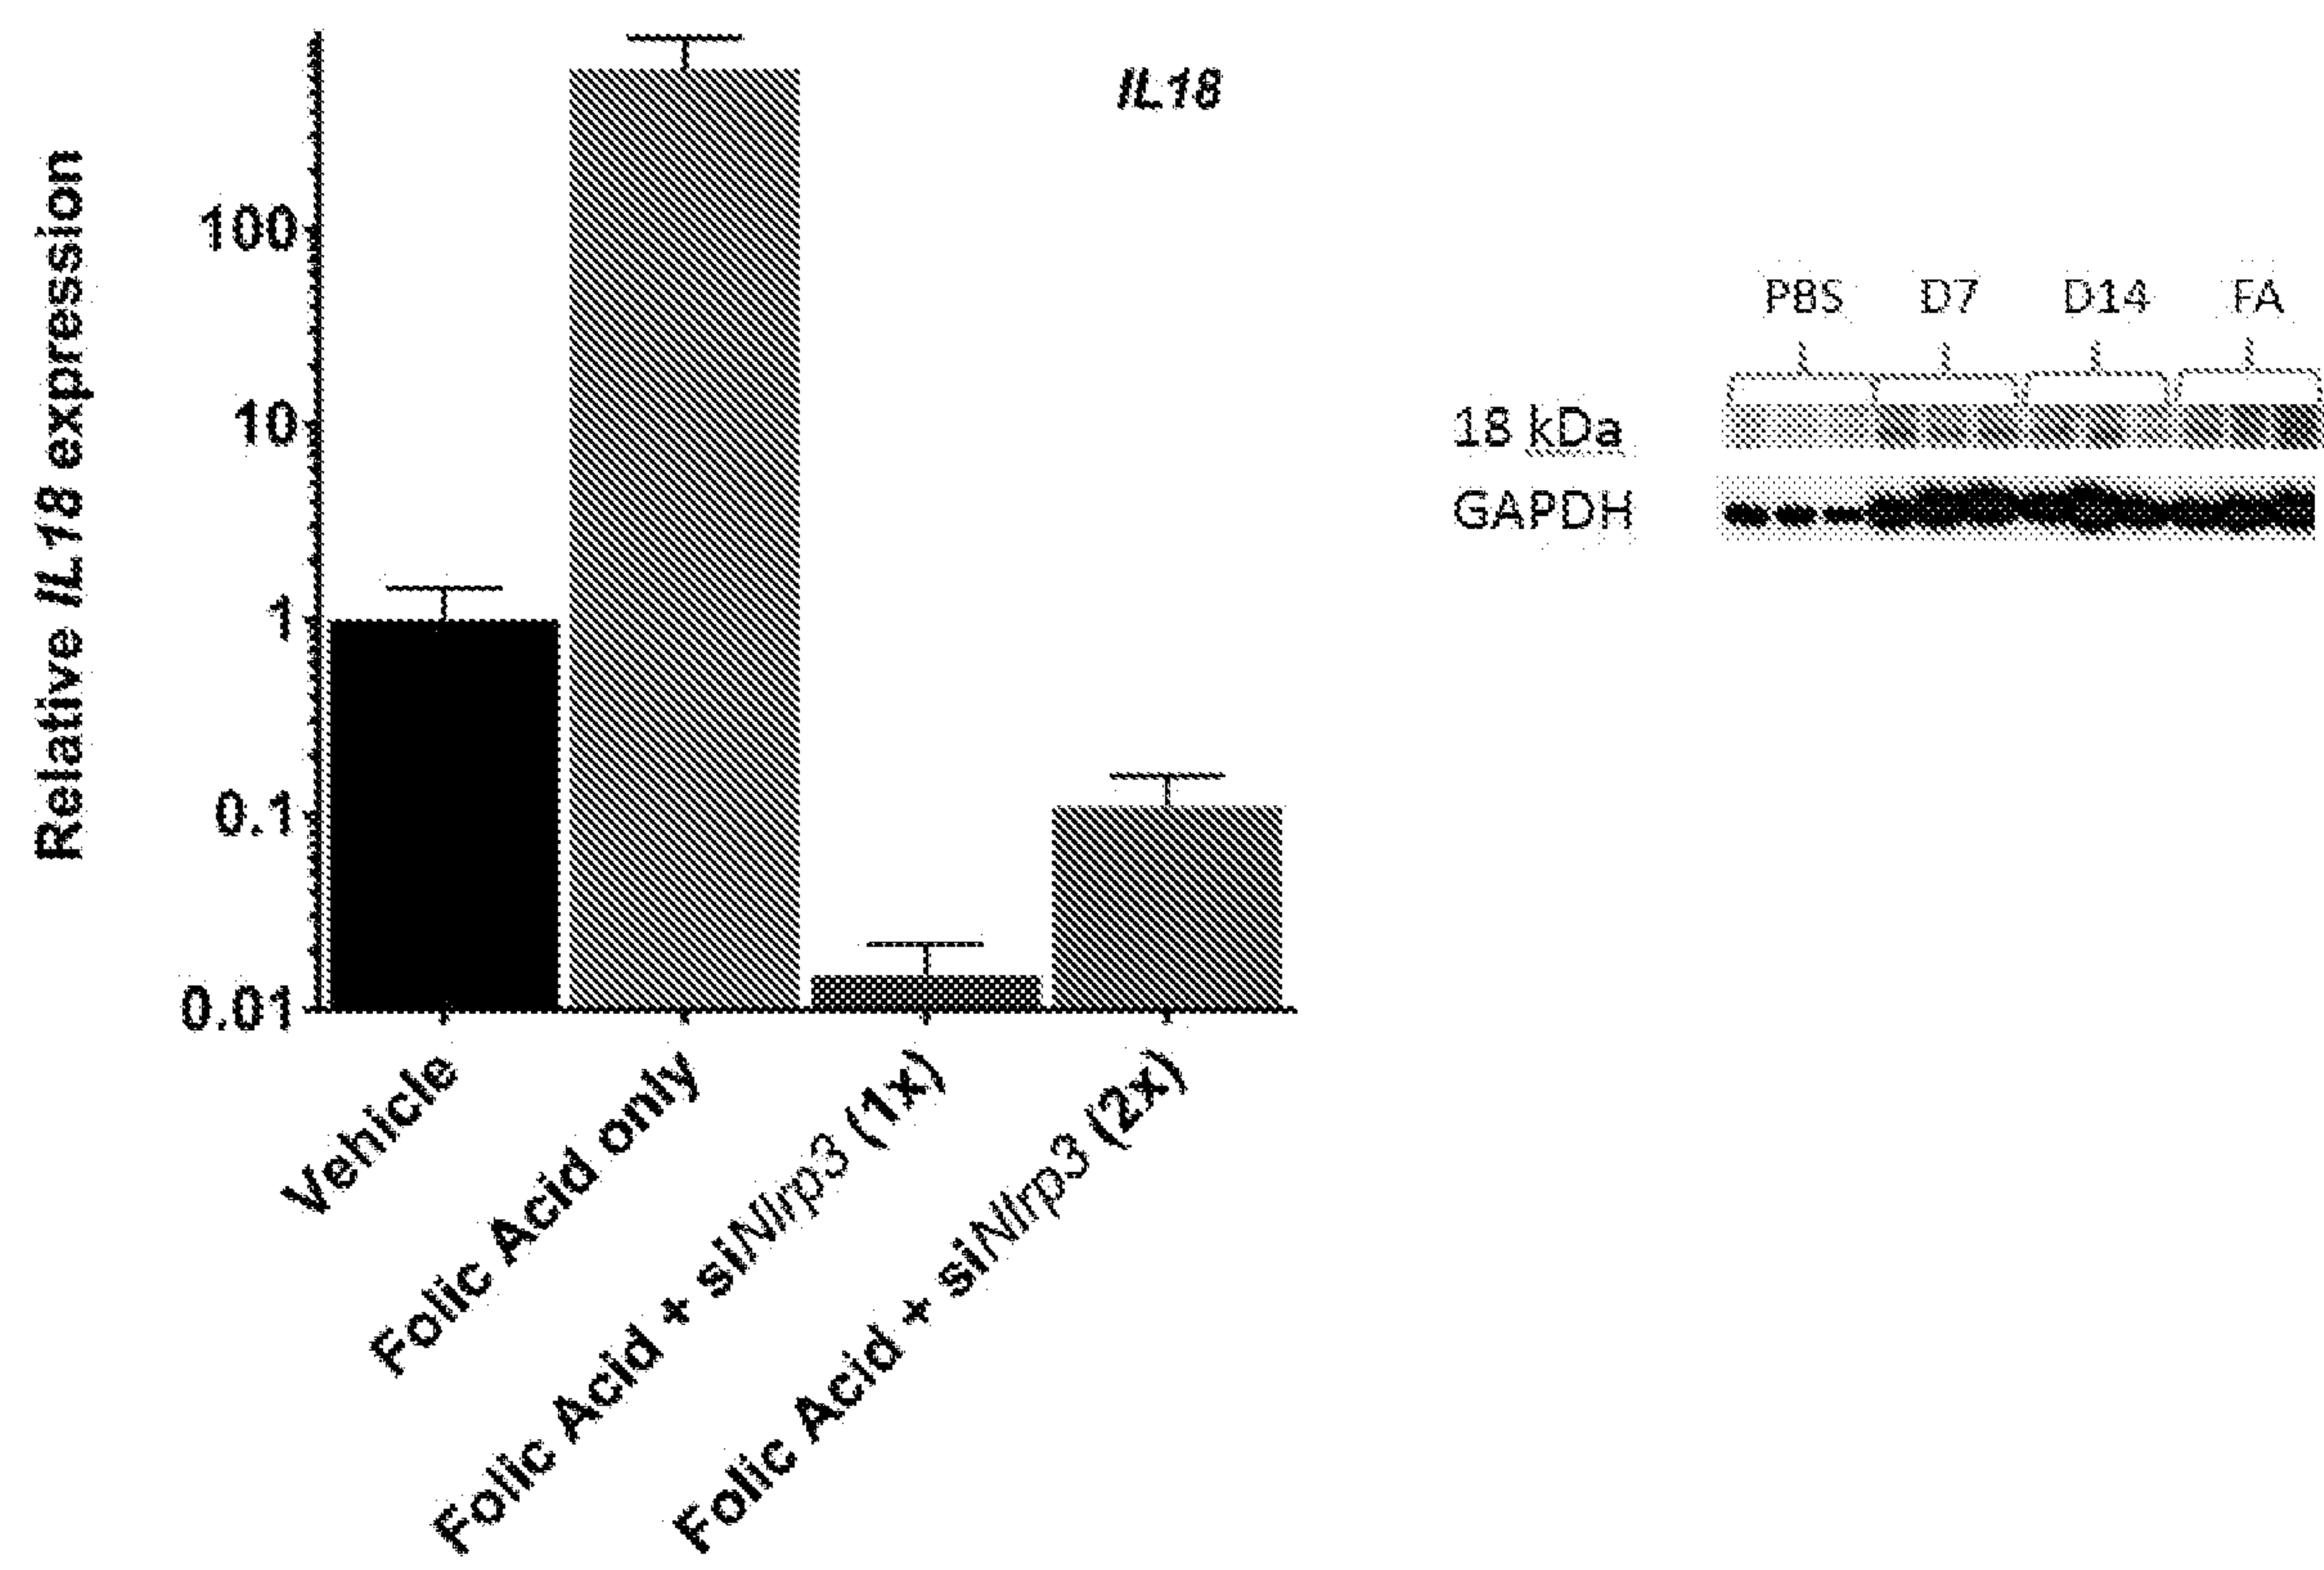 IL18
Relative IL18 expression
100
10
1
0.1
0.01
Vehicle
Folic Acid only
Folic Acid + siNlrp3 (1x)
Folic Acid + siNlrp3 (2x)
PBS D7 D14 FA
18 kDa
GAPDH